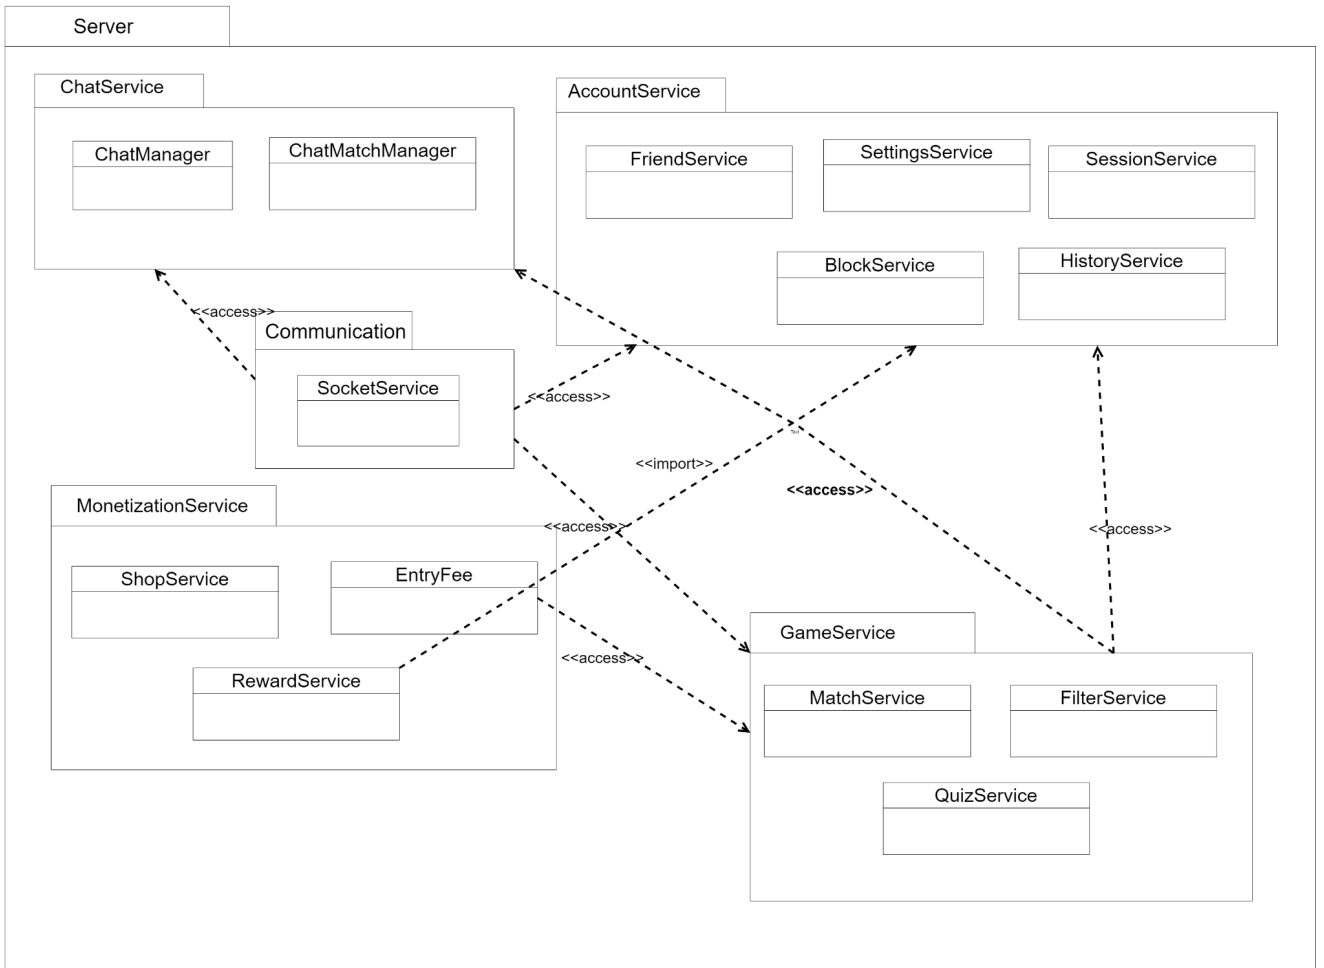 Server
ChatService
AccountService
ChatManager
ChatMatchManager
FriendService
SettingsService
SessionService
BlockService
HistoryService
<<access>>
Communication
SocketService
<<access>>
<<import>>
Text
<<access>>
MonetizationService
<<access>>
<<access>>
ShopService
EntryFee
GameService
<<access>>
RewardService
MatchService
FilterService
QuizService